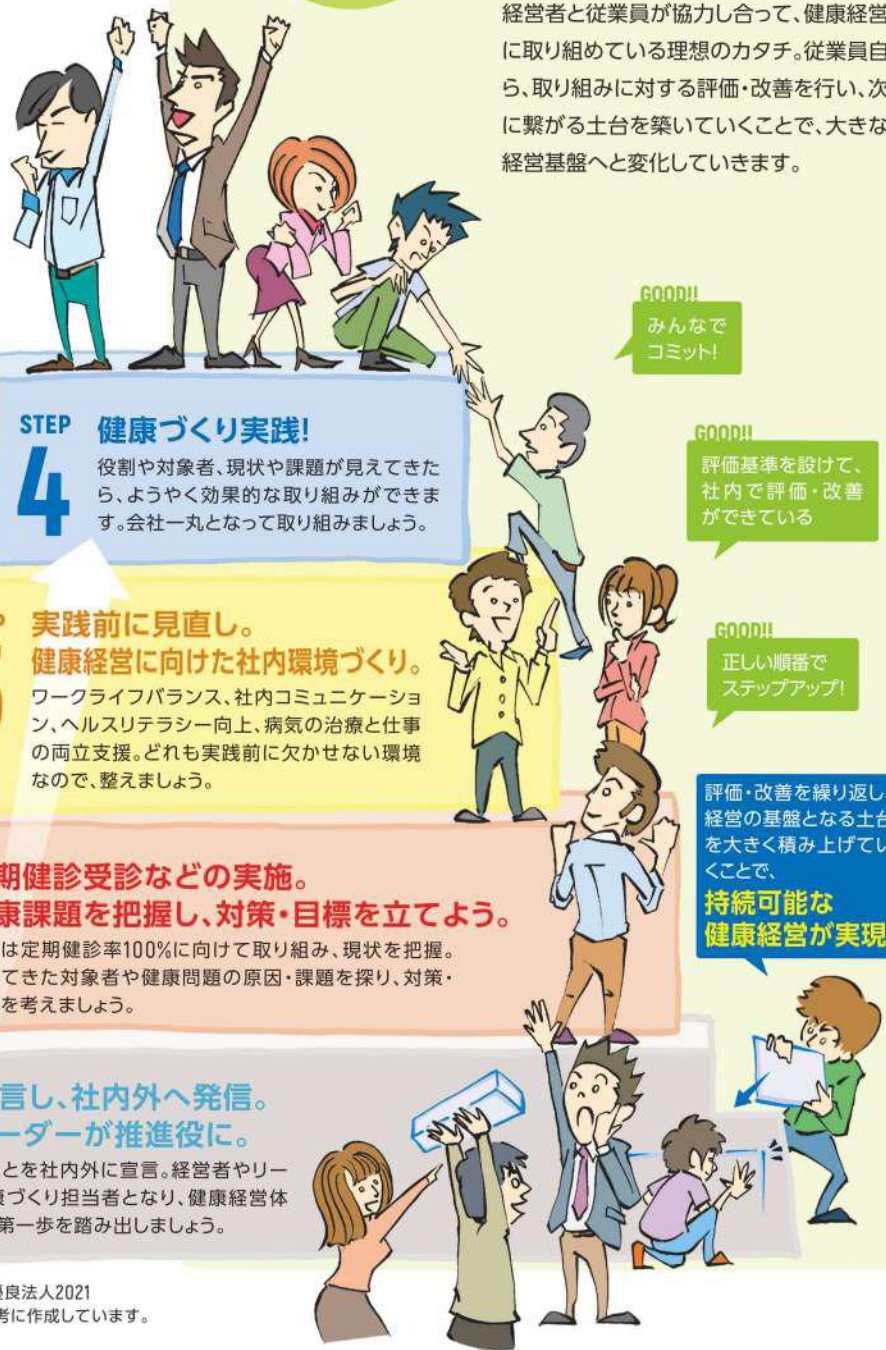 経営者と従業員が協力し合って、健康経営
に取り組めている理想のカタチ。従業員自
ら、取り組みに対する評価・改善を行い、次
に繋がる土台を築いていくことで、大きな
経営基盤へと変化していきます。
GOOD!!
みんなで
コミット!
STEP
4
健康づくり実践!
役割や対象者、現状や課題が見えてきた
ら、ようやく効果的な取り組みができま
す。会社一丸となって取り組みましょう。
GOOD!!
評価基準を設けて、
社内で評価・改善
ができている
実践前に見直し。
健康経営に向けた社内環境づくり。
ワークライフバランス、社内コミュニケーショ
ン、ヘルスリテラシー向上、病気の治療と仕事
の両立支援。どれも実践前に欠かせない環境
なので、整えましょう。
GOOD!!
正しい順番で
ステップアップ!
評価・改善を繰り返し
経営の基盤となる土台
を大きく積み上げてい
くことで、
持続可能な
健康経営が実現
期健診受診などの実施。
康課題を把握し、対策・目標を立てよう。
は定期健診率100%に向けて取り組み、現状を把握。
てきた対象者や健康問題の原因・課題を探り、対策・
を考えましょう。
言し、社内外へ発信。
ーダーが推進役に。
とを社内外に宣言。経営者やリー
康づくり担当者となり、健康経営体
第一歩を踏み出しましょう。
優良法人2021
考に作成しています。